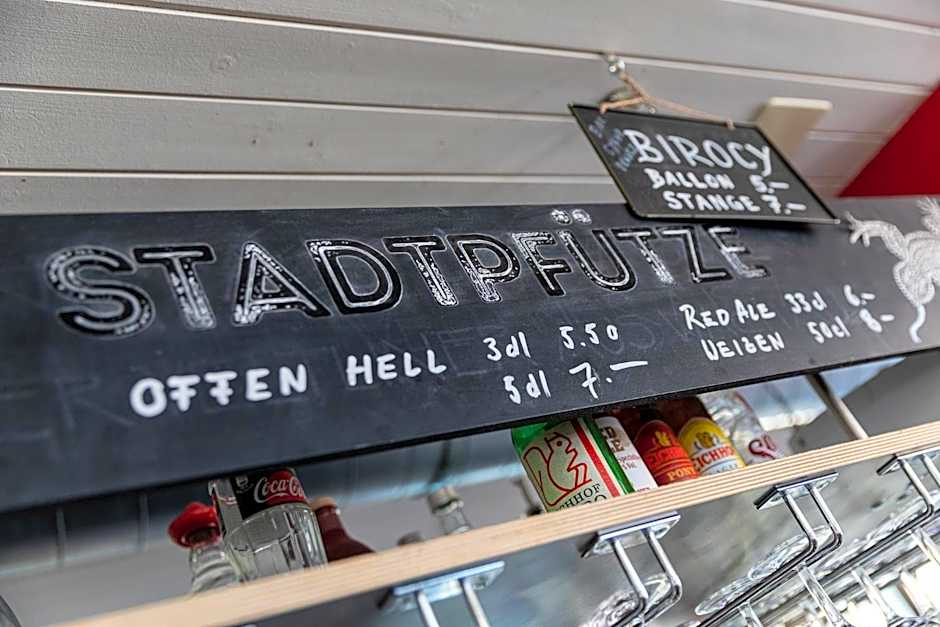 BIROCY
BALLON 5.–
STANGE 7.–
STADTPFÜTZE
OFFEN HELL 3dl 5.50
5dl 7.–
RED ALE 33cl 6.–
WEIZEN 50cl 8.–
Coca-Cola